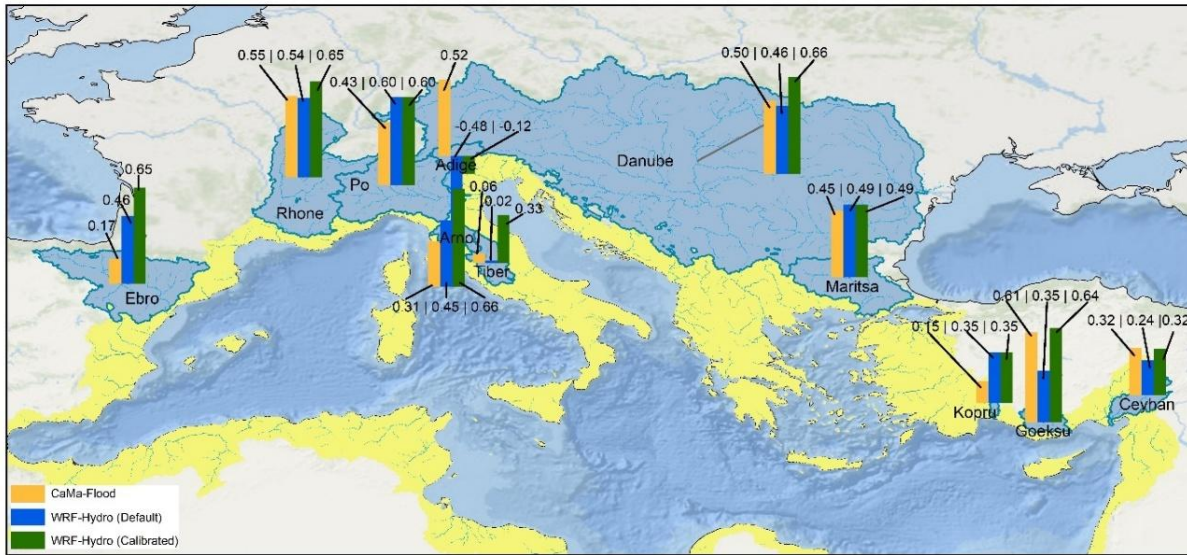 0.55 | 0.54 | 0.65
0.43 | 0.60 | 0.60
0.52
-0.48 | -0.12
Adige
0.50 | 0.46 | 0.66
Danube
Po
Rhone
0.65
0.46
0.17
Ebro
0.06
0.02
0.33
Arno
Tiber
0.31 | 0.45 | 0.66
0.45 | 0.49 | 0.49
Maritsa
0.15 | 0.35 | 0.35
Kopru
0.61 | 0.35 | 0.64
Goeksu
0.32 | 0.24 | 0.32
Ceyhan
CaMa-Flood
WRF-Hydro (Default)
WRF-Hydro (Calibrated)